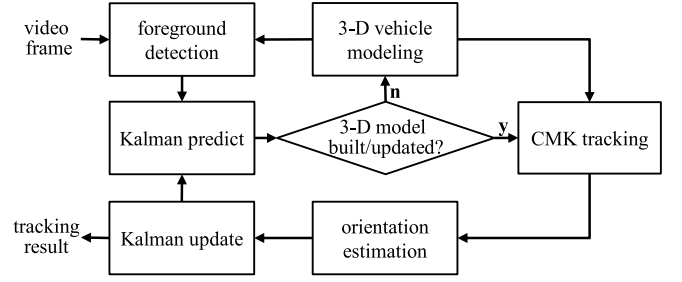 video
frame
foreground
detection
3-D vehicle
modeling
n
Kalman predict
3-D model
built/updated?
y
CMK tracking
tracking
result
Kalman update
orientation
estimation